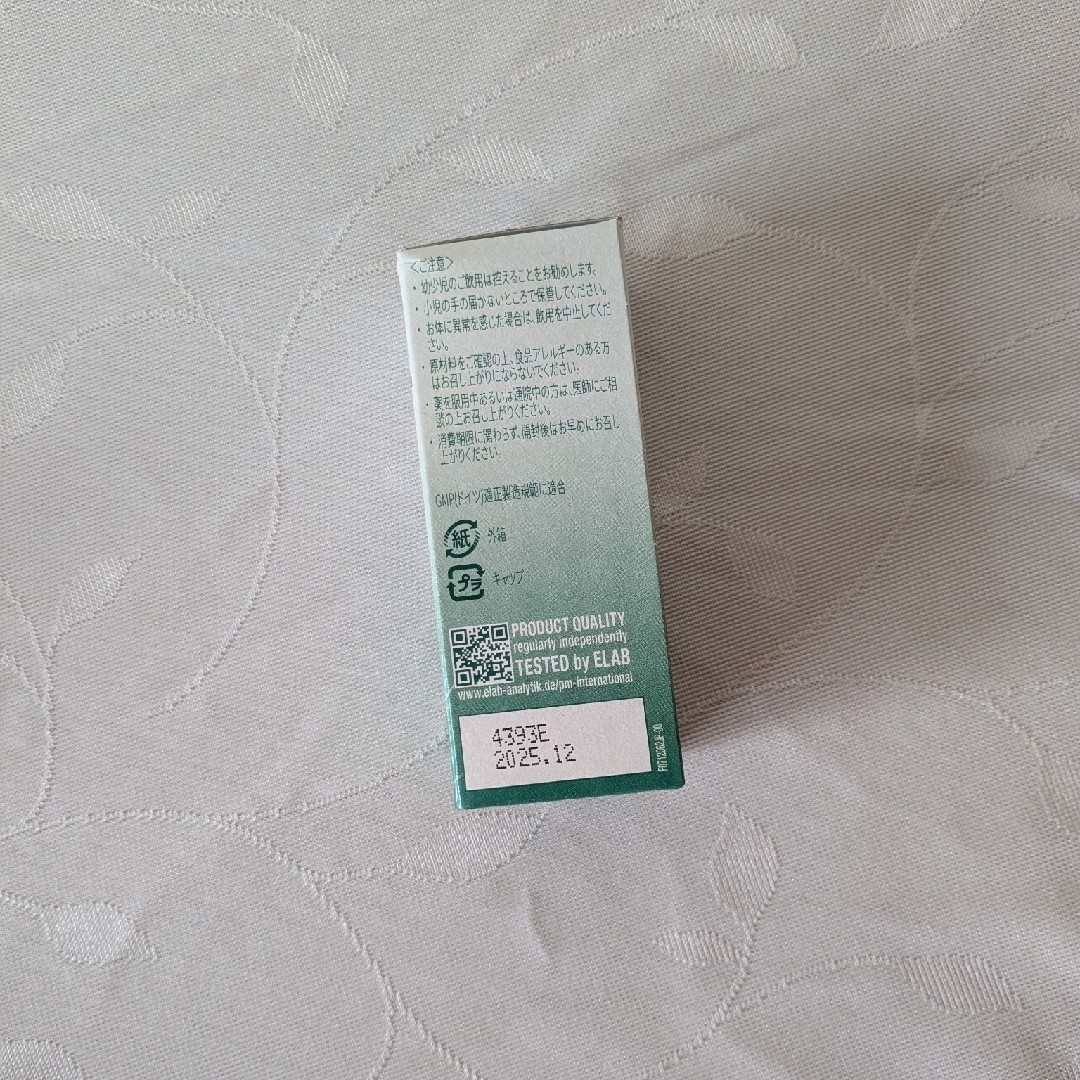 〈ご注意〉
・幼少児のご飲用は控えることをお勧めします。
・小児の手の届かないところで保管してください。
・お体に異常を感じた場合は、飲用を中止してくだ
さい。
・原材料をご確認の上、食品アレルギーのある方
はお召し上がりにならないでください。
・薬を服用中あるいは通院中の方は、医師にご相
談の上お召し上がりください。
・消費期限に関わらず、開封後はお早めにお召し
上がりください。
GMP(ドイツ)適正製造規範に適合
紙 外箱
プラ キャップ
PRODUCT QUALITY
regularly independently
TESTED by ELAB
www.elab-analytik.de/pm-international
4393E
2025.12